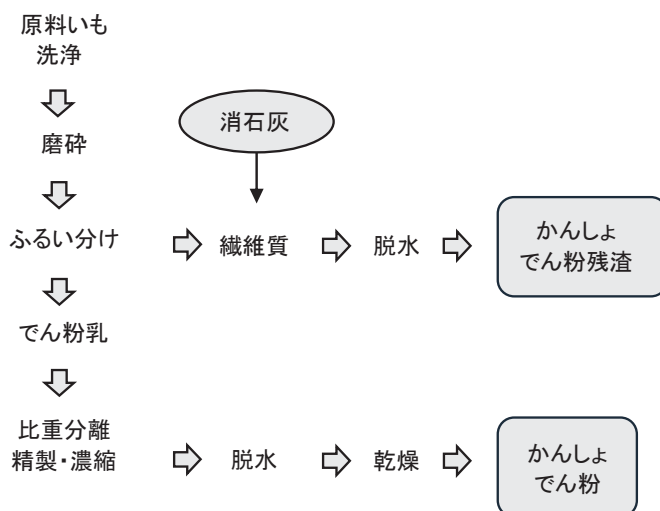 原料いも
洗浄
磨砕
消石灰
ふるい分け
繊維質
脱水
かんしょ
でん粉残渣
でん粉乳
比重分離
精製・濃縮
脱水
乾燥
かんしょ
でん粉